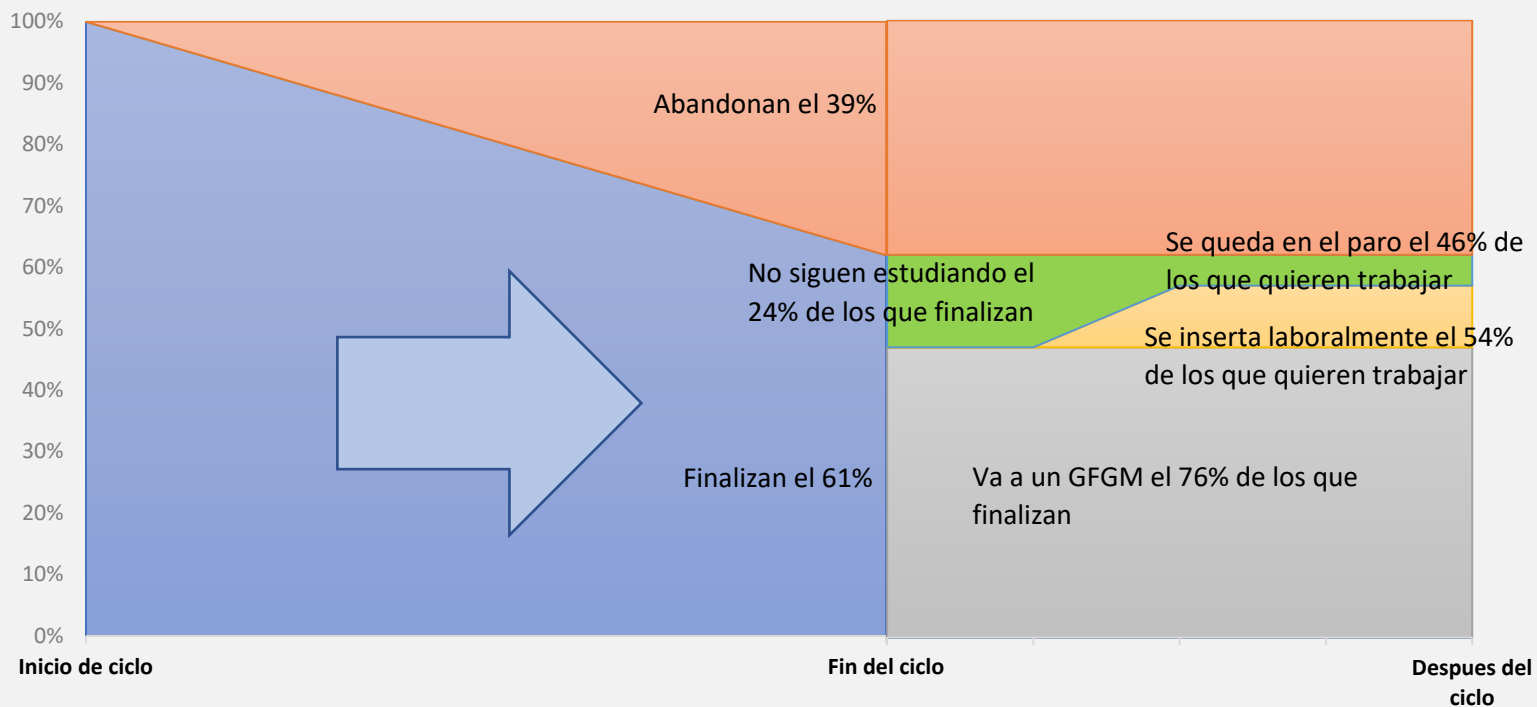 100%
90%
80%
70%
60%
50%
40%
30%
20%
10%
0%
Abandonan el 39%
Finalizan el 61%
No siguen estudiando el
24% de los que finalizan
Se queda en el paro el 46% de
los que quieren trabajar
Se inserta laboralmente el 54%
de los que quieren trabajar
Va a un GFGM el 76% de los que
finalizan
Inicio de ciclo
Fin del ciclo
Despues del
ciclo